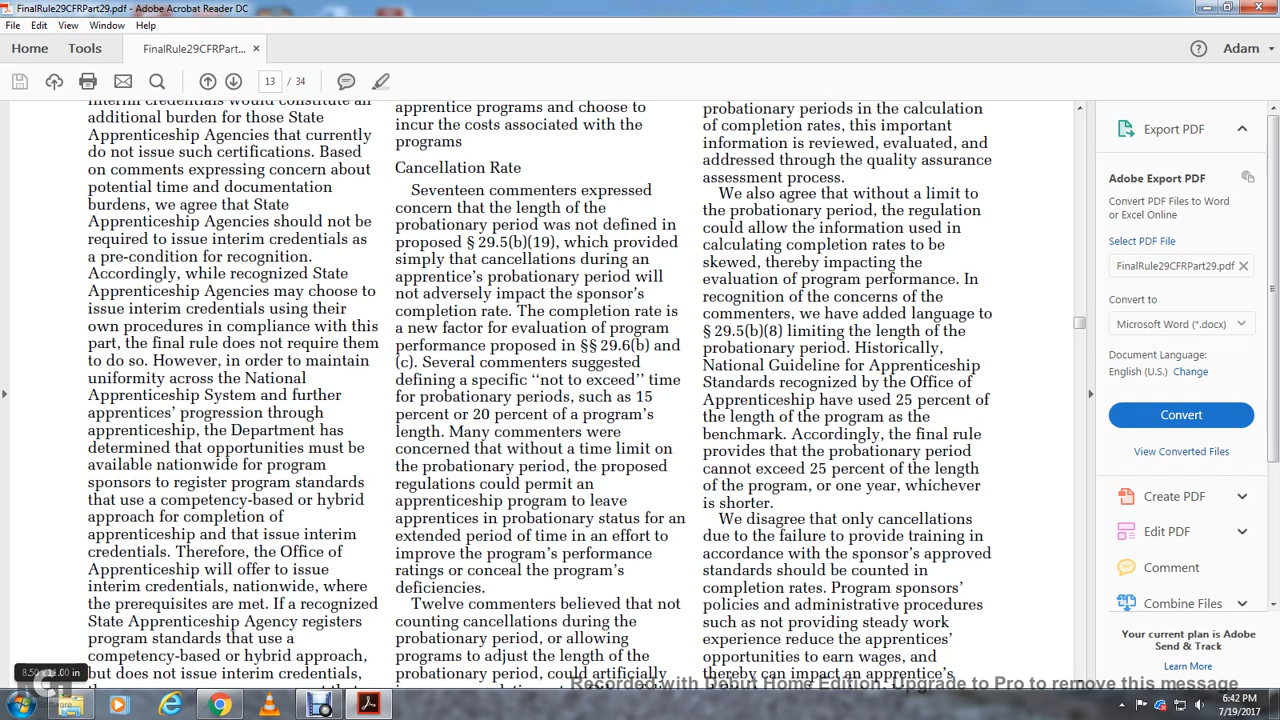 FinalRule29CFRPart29.pdf - Adobe Acrobat Reader DC
File Edit View Window Help
Home Tools FinalRule29CFRPart... × Adam
13 / 34
interim credentials would constitute an
additional burden for those State
Apprenticeship Agencies that currently
do not issue such certifications. Based
on comments expressing concern about
potential time and documentation
burdens, we agree that State
Apprenticeship Agencies should not be
required to issue interim credentials as
a pre-condition for recognition.
Accordingly, while recognized State
Apprenticeship Agencies may choose to
issue interim credentials using their
own procedures in compliance with this
part, the final rule does not require them
to do so. However, in order to maintain
uniformity across the National
Apprenticeship System and further
apprentices’ progression through
apprenticeship, the Department has
determined that opportunities must be
available nationwide for program
sponsors to register program standards
that use a competency-based or hybrid
approach for completion of
apprenticeship and that issue interim
credentials. Therefore, the Office of
Apprenticeship will offer to issue
interim credentials, nationwide, where
the prerequisites are met. If a recognized
State Apprenticeship Agency registers
program standards that use a
competency-based or hybrid approach,
but does not issue interim credentials,
apprentice programs and choose to
incur the costs associated with the
programs
Cancellation Rate
Seventeen commenters expressed
concern that the length of the
probationary period was not defined in
proposed § 29.5(b)(19), which provided
simply that cancellations during an
apprentice’s probationary period will
not adversely impact the sponsor’s
completion rate. The completion rate is
a new factor for evaluation of program
performance proposed in §§ 29.6(b) and
(c). Several commenters suggested
defining a specific ‘‘not to exceed’’ time
for probationary periods, such as 15
percent or 20 percent of a program’s
length. Many commenters were
concerned that without a time limit on
the probationary period, the proposed
regulations could permit an
apprenticeship program to leave
apprentices in probationary status for an
extended period of time in an effort to
improve the program’s performance
ratings or conceal the program’s
deficiencies.
Twelve commenters believed that not
counting cancellations during the
probationary period, or allowing
programs to adjust the length of the
probationary period, could artificially
probationary periods in the calculation
of completion rates, this important
information is reviewed, evaluated, and
addressed through the quality assurance
assessment process.
We also agree that without a limit to
the probationary period, the regulation
could allow the information used in
calculating completion rates to be
skewed, thereby impacting the
evaluation of program performance. In
recognition of the concerns of the
commenters, we have added language to
§ 29.5(b)(8) limiting the length of the
probationary period. Historically,
National Guideline for Apprenticeship
Standards recognized by the Office of
Apprenticeship have used 25 percent of
the length of the program as the
benchmark. Accordingly, the final rule
provides that the probationary period
cannot exceed 25 percent of the length
of the program, or one year, whichever
is shorter.
We disagree that only cancellations
due to the failure to provide training in
accordance with the sponsor’s approved
standards should be counted in
completion rates. Program sponsors’
policies and administrative procedures
such as not providing steady work
experience reduce the apprentices’
opportunities to earn wages, and
thereby can impact an apprentice’s
Export PDF
Adobe Export PDF
Convert PDF Files to Word
or Excel Online
Select PDF File
FinalRule29CFRPart29.pdf ×
Convert to
Microsoft Word (*.docx)
Document Language:
English (U.S.) Change
Convert
View Converted Files
Create PDF
Edit PDF
Comment
Combine Files
Your current plan is Adobe
Send & Track
Learn More
8.50 x 11.00 in
Recorded with Debut Home Edition. Upgrade to Pro to remove this message
6:42 PM
7/19/2017